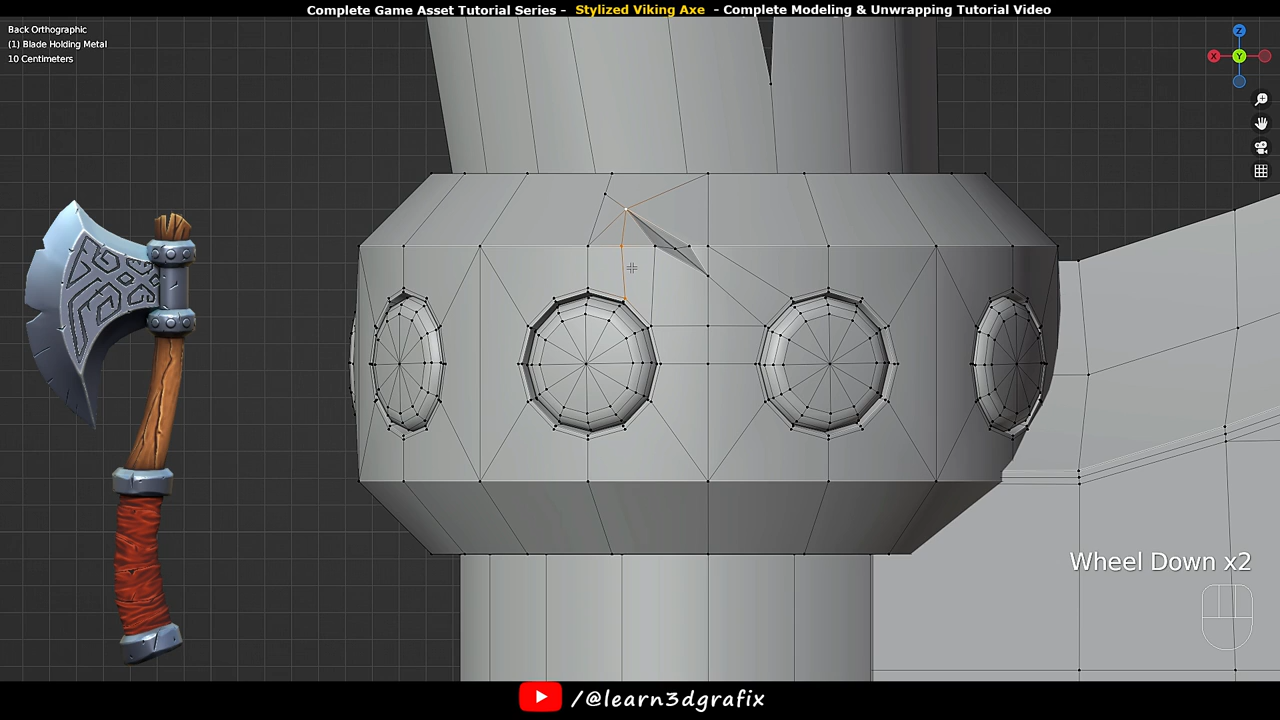 Complete Game Asset Tutorial Series - Stylized Viking Axe - Complete Modeling & Unwrapping Tutorial Video
Back Orthographic
(1) Blade Holding Metal
10 Centimeters
Z
X
Y
Wheel Down x2
/@learn3dgrafix